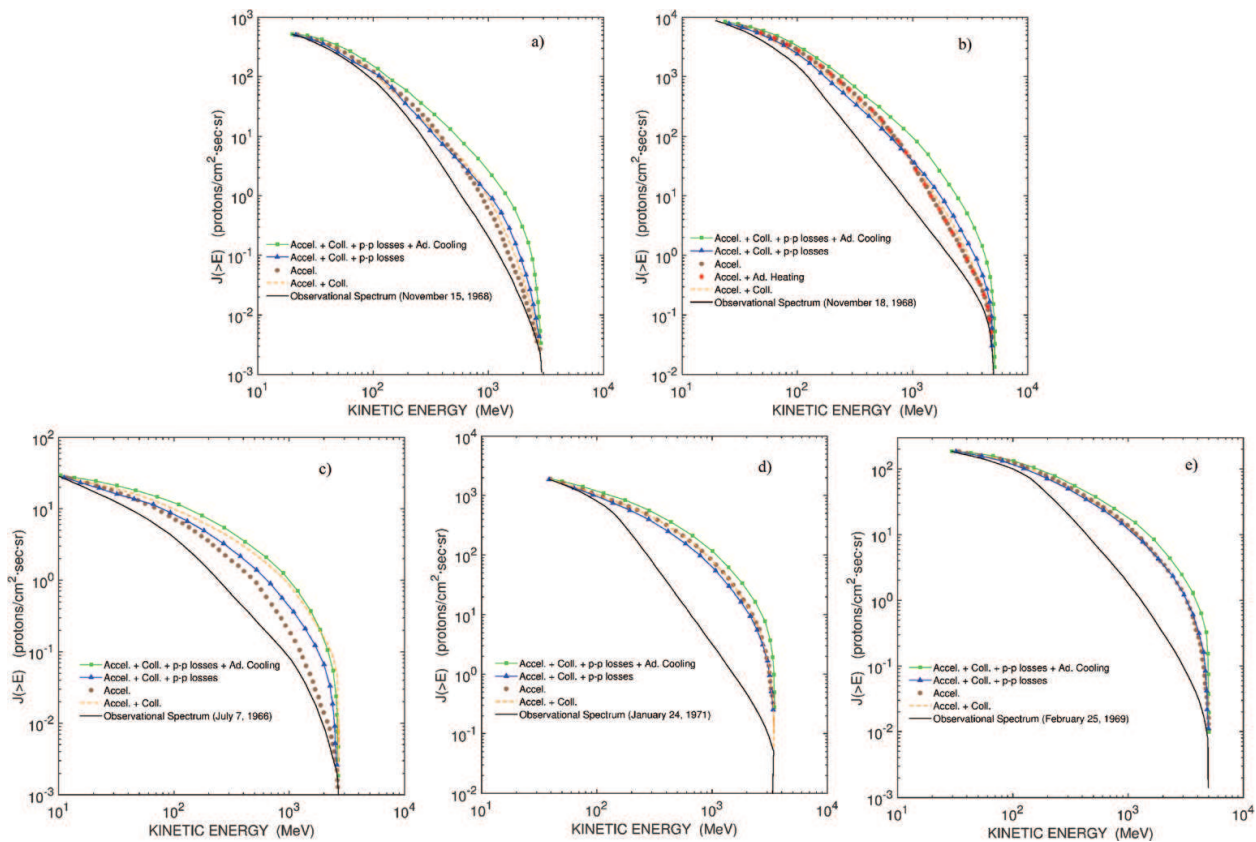 a)
10³
10²
10¹
10⁰
10⁻¹
10⁻²
10⁻³
J(>E) (protons/cm²·sec·sr)
Accel. + Coll. + p-p losses + Ad. Cooling
Accel. + Coll. + p-p losses
Accel.
Accel. + Coll.
Observational Spectrum (November 15, 1968)
10¹ 10² 10³ 10⁴
KINETIC ENERGY (MeV)
b)
10⁴
10³
10²
10¹
10⁰
10⁻¹
10⁻²
J(>E) (protons/cm²·sec·sr)
Accel. + Coll. + p-p losses + Ad. Cooling
Accel. + Coll. + p-p losses
Accel.
Accel. + Ad. Heating
Accel. + Coll.
Observational Spectrum (November 18, 1968)
10¹ 10² 10³ 10⁴
KINETIC ENERGY (MeV)
c)
10²
10¹
10⁰
10⁻¹
10⁻²
10⁻³
J(>E) (protons/cm²·sec·sr)
Accel. + Coll. + p-p losses + Ad. Cooling
Accel. + Coll. + p-p losses
Accel.
Accel. + Coll.
Observational Spectrum (July 7, 1966)
10¹ 10² 10³ 10⁴
KINETIC ENERGY (MeV)
d)
10⁴
10³
10²
10¹
10⁰
10⁻¹
10⁻²
J(>E) (protons/cm²·sec·sr)
Accel. + Coll. + p-p losses + Ad. Cooling
Accel. + Coll. + p-p losses
Accel.
Accel. + Coll.
Observational Spectrum (January 24, 1971)
10¹ 10² 10³ 10⁴
KINETIC ENERGY (MeV)
e)
10²
10¹
10⁰
10⁻¹
10⁻²
10⁻³
J(>E) (protons/cm²·sec·sr)
Accel. + Coll. + p-p losses + Ad. Cooling
Accel. + Coll. + p-p losses
Accel.
Accel. + Coll.
Observational Spectrum (February 25, 1969)
10¹ 10² 10³ 10⁴
KINETIC ENERGY (MeV)